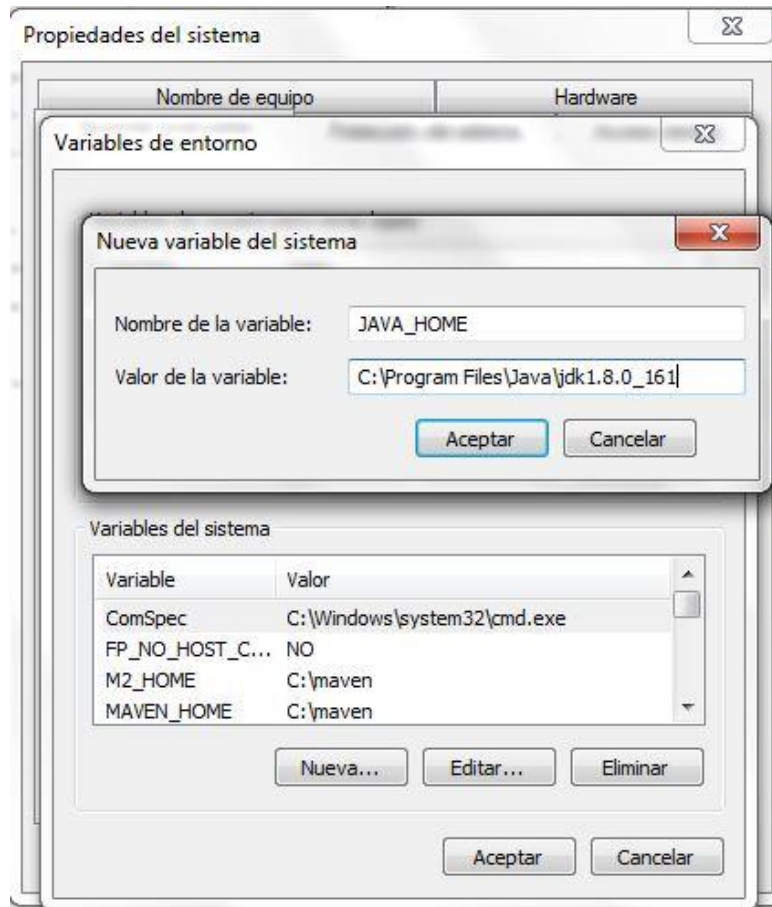 Propiedades del sistema
Nombre de equipo Hardware
Variables de entorno
Nueva variable del sistema
Nombre de la variable: JAVA_HOME
Valor de la variable: C:\Program Files\Java\jdk1.8.0_161
Aceptar Cancelar
Variables del sistema
Variable Valor
ComSpec C:\Windows\system32\cmd.exe
FP_NO_HOST_C... NO
M2_HOME C:\maven
MAVEN_HOME C:\maven
Nueva... Editar... Eliminar
Aceptar Cancelar